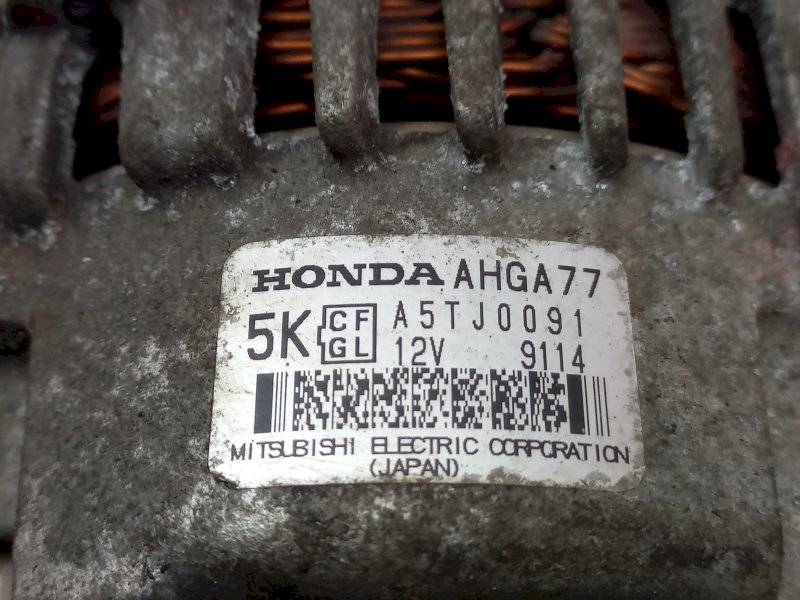 HONDA AHGA77
5K CF A5TJ0091
GL 12V 9114
MITSUBISHI ELECTRIC CORPORATION
(JAPAN)